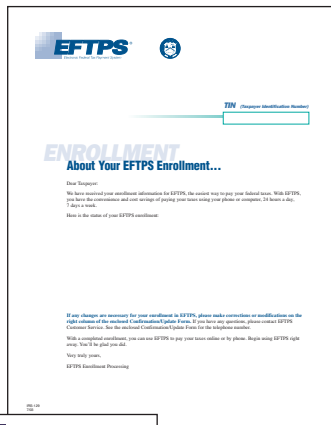 EFTPS®
Electronic Federal Tax Payment System
TIN (Taxpayer Identification Number)
ENROLLMENT
About Your EFTPS Enrollment...
Dear Taxpayer:
We have received your enrollment information for EFTPS, the easiest way to pay your federal taxes. With EFTPS,
you have the convenience and cost savings of paying your taxes using your phone or computer, 24 hours a day,
7 days a week.
Here is the status of your EFTPS enrollment:
If any changes are necessary for your enrollment in EFTPS, please make corrections or modifications on the
right column of the enclosed Confirmation/Update Form. If you have any questions, please contact EFTPS
Customer Service. See the enclosed Confirmation/Update Form for the telephone number.
With a completed enrollment, you can use EFTPS to pay your taxes online or by phone. Begin using EFTPS right
away. You'll be glad you did.
Very truly yours,
EFTPS Enrollment Processing